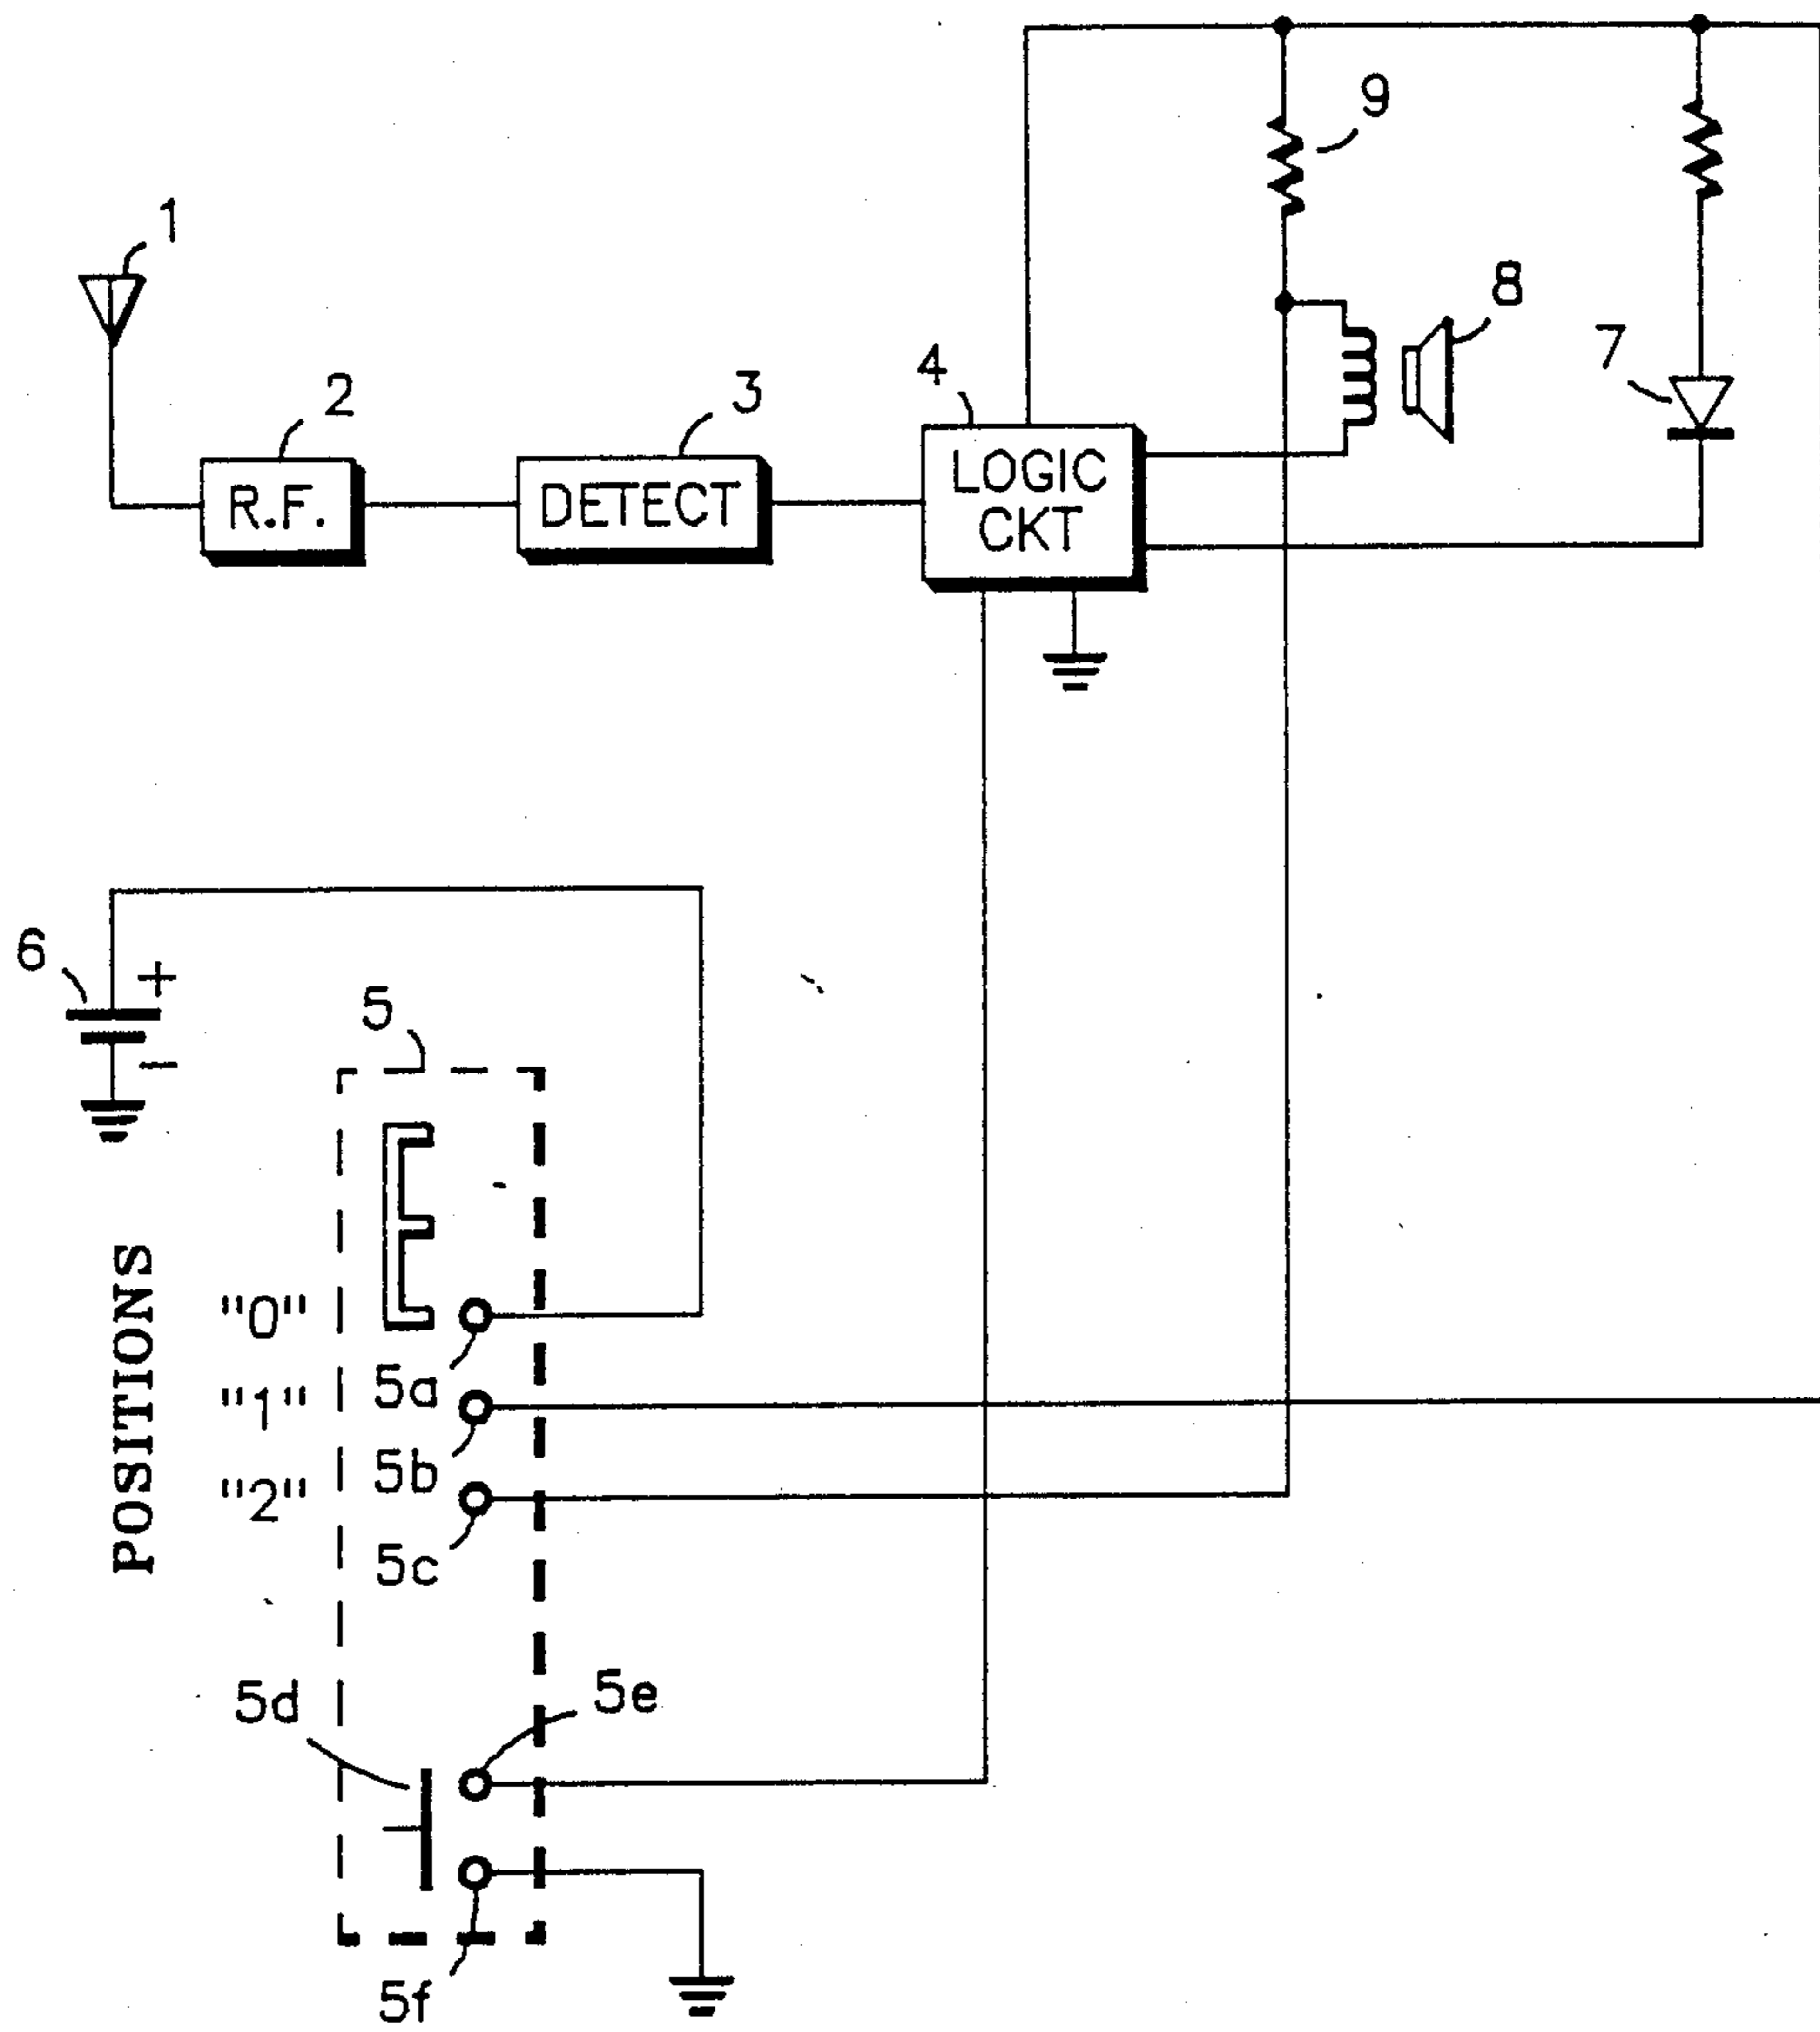 9
1
8
7
4
3
2
LOGIC
CKT
R.F.
DETECT
6
+
5
−
POSITIONS
"0"
5a
"1"
5b
"2"
5c
5d
5e
5f